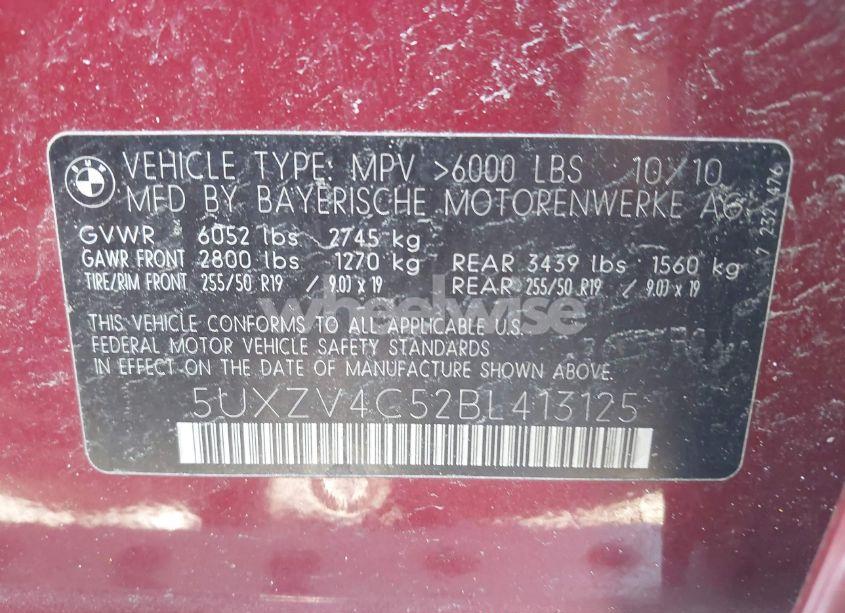 BMW
VEHICLE TYPE: MPV >6000 LBS 10/10
MFD BY BAYERISCHE MOTORENWERKE AG
GVWR 6052 lbs 2745 kg
GAWR FRONT 2800 lbs 1270 kg REAR 3439 lbs 1560 kg
TIRE/RIM FRONT 255/50 R19 / 9.0J x 19 REAR 255/50 R19 / 9.0J x 19
THIS VEHICLE CONFORMS TO ALL APPLICABLE U.S.
FEDERAL MOTOR VEHICLE SAFETY STANDARDS
IN EFFECT ON THE DATE OF MANUFACTURE SHOWN ABOVE.
5UXZV4C52BL413125
wheelwise